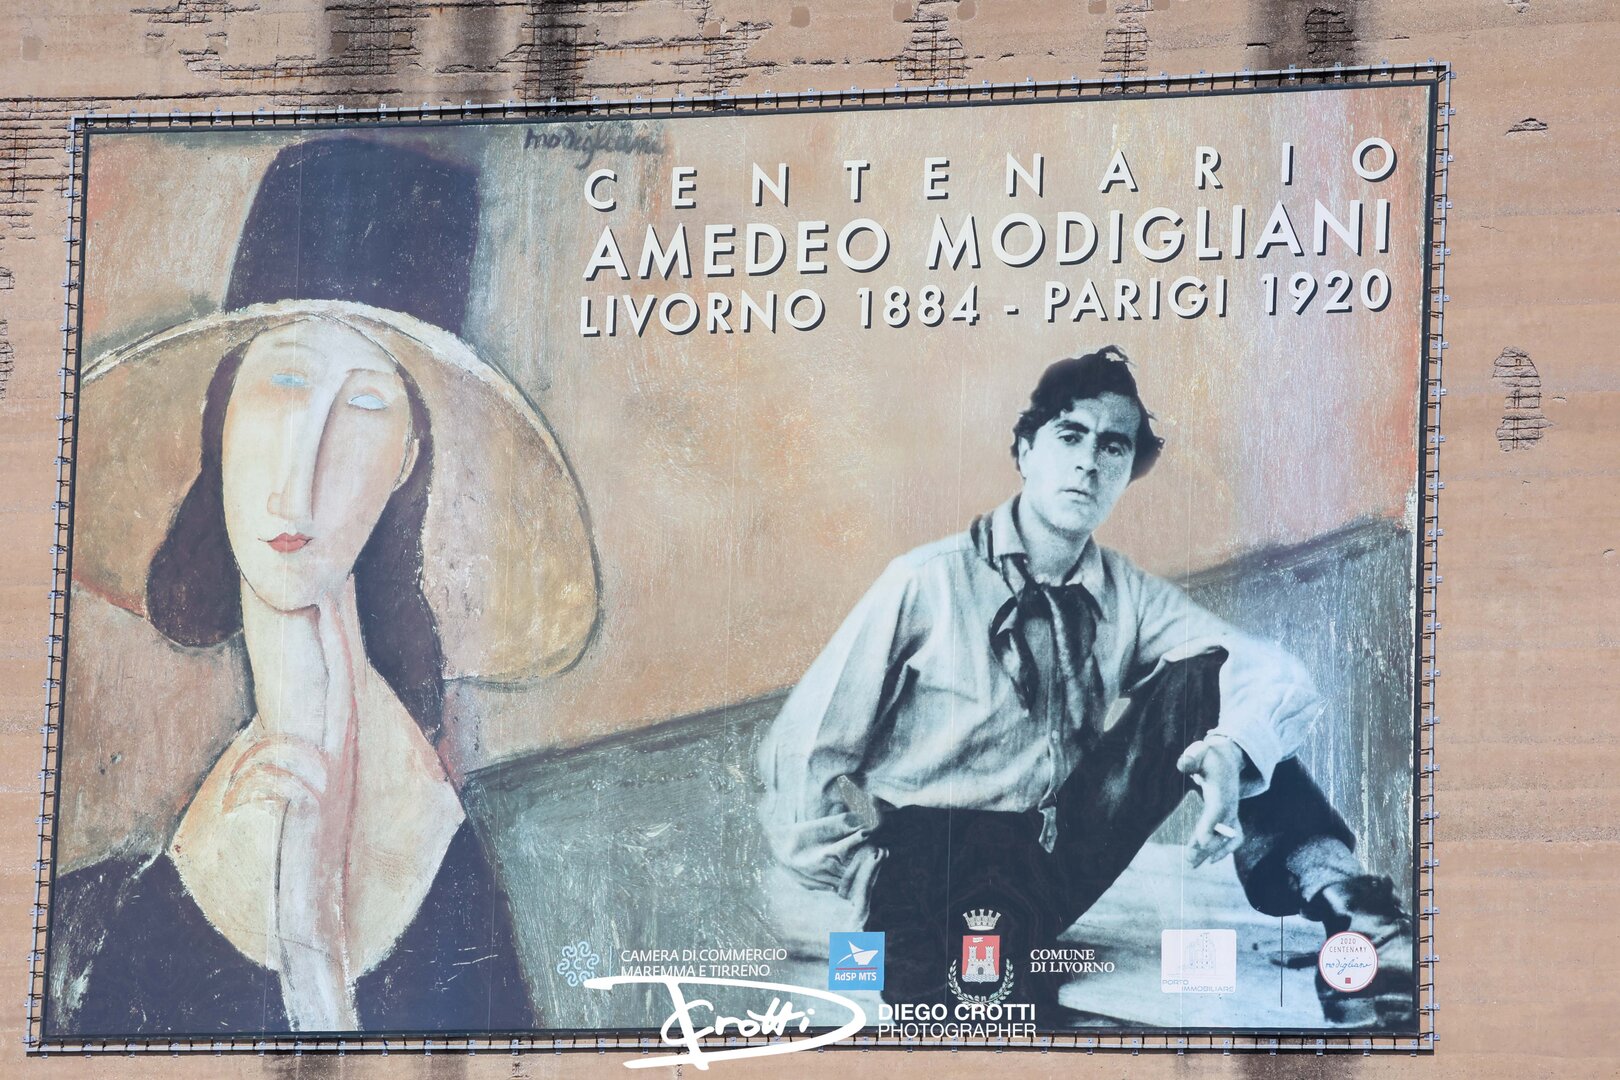 modigliani
CENTENARIO
AMEDEO MODIGLIANI
LIVORNO 1884 - PARIGI 1920
CAMERA DI COMMERCIO
MAREMMA E TIRRENO
AdSP MTS
COMUNE
DI LIVORNO
PORTO
IMMOBILIARE
2020
CENTENARY
modigliani
Crotti
DIEGO CROTTI
PHOTOGRAPHER